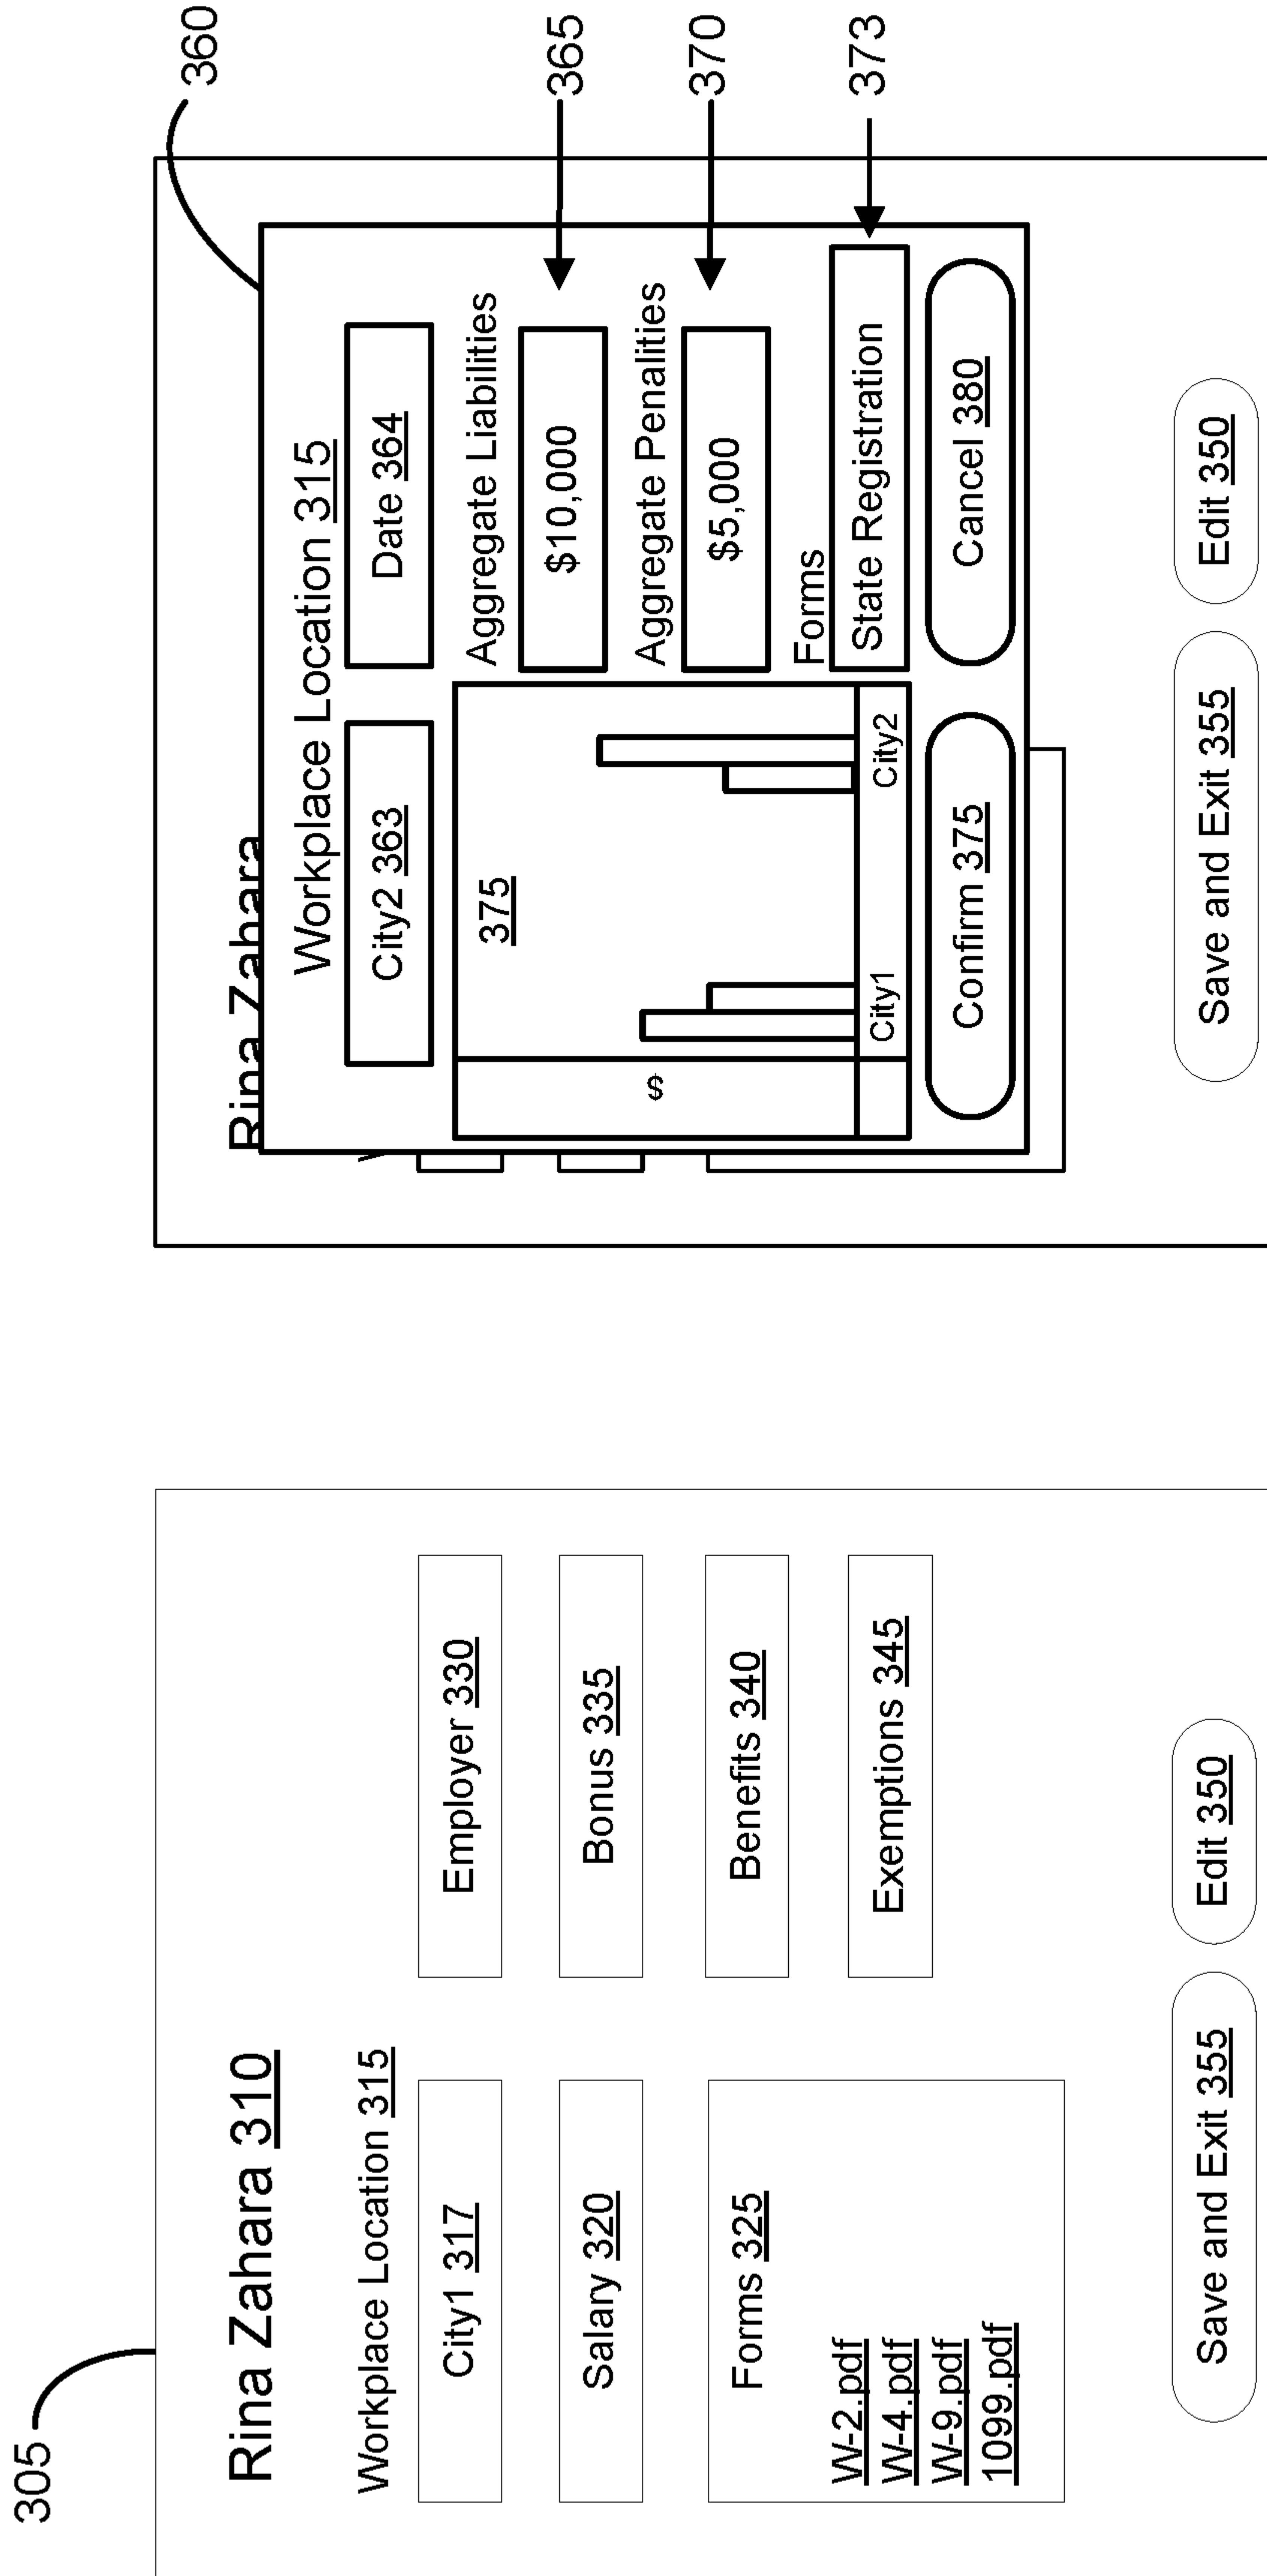 305
Rina Zahara 310
Workplace Location 315
City1 317
Employer 330
Salary 320
Bonus 335
Forms 325
Benefits 340
W-2.pdf
W-4.pdf
W-9.pdf
1099.pdf
Exemptions 345
Save and Exit 355
Edit 350
360
Rina Zahara
Workplace Location 315
City2 363
Date 364
375
Aggregate Liabilities
$10,000
365
Aggregate Penalities
$5,000
370
$
Forms
State Registration
373
City1
City2
Confirm 375
Cancel 380
Save and Exit 355
Edit 350